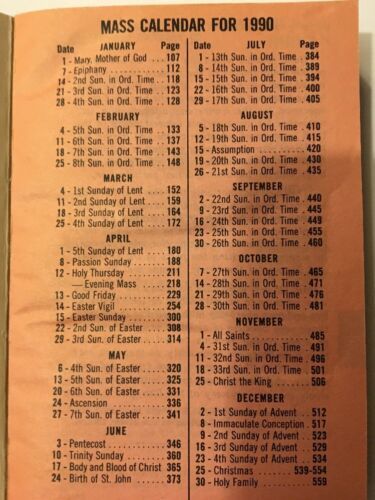 MASS CALENDAR FOR 1990
Date JANUARY Page
1 - Mary, Mother of God ... 107
7 - Epiphany ........... 112
14 - 2nd Sun. in Ord. Time .. 118
21 - 3rd Sun. in Ord. Time .. 123
28 - 4th Sun. in Ord. Time .. 128
FEBRUARY
4 - 5th Sun. in Ord. Time .. 133
11 - 6th Sun. in Ord. Time .. 137
18 - 7th Sun. in Ord. Time .. 143
25 - 8th Sun. in Ord. Time .. 148
MARCH
4 - 1st Sunday of Lent .... 152
11 - 2nd Sunday of Lent ... 159
18 - 3rd Sunday of Lent ... 164
25 - 4th Sunday of Lent ... 172
APRIL
1 - 5th Sunday of Lent .... 180
8 - Passion Sunday ....... 188
12 - Holy Thursday ........ 211
— Evening Mass ....... 218
13 - Good Friday .......... 229
14 - Easter Vigil .......... 254
15 - Easter Sunday ........ 300
22 - 2nd Sun. of Easter .... 308
29 - 3rd Sun. of Easter .... 314
MAY
6 - 4th Sun. of Easter ..... 320
13 - 5th Sun. of Easter ..... 325
20 - 6th Sun. of Easter ..... 331
24 - Ascension ............ 336
27 - 7th Sun. of Easter ..... 341
JUNE
3 - Pentecost ............ 346
10 - Trinity Sunday ........ 360
17 - Body and Blood of Christ 365
24 - Birth of St. John ...... 373
Date JULY Page
1 - 13th Sun. in Ord. Time . 384
8 - 14th Sun. in Ord. Time . 389
15 - 15th Sun. in Ord. Time . 394
22 - 16th Sun. in Ord. Time . 400
29 - 17th Sun. in Ord. Time . 405
AUGUST
5 - 18th Sun. in Ord. Time . 410
12 - 19th Sun. in Ord. Time . 415
15 - Assumption ........... 420
19 - 20th Sun. in Ord. Time . 430
26 - 21st Sun. in Ord. Time . 435
SEPTEMBER
2 - 22nd Sun. in Ord. Time . 440
9 - 23rd Sun. in Ord. Time . 445
16 - 24th Sun. in Ord. Time . 449
23 - 25th Sun. in Ord. Time . 455
30 - 26th Sun. in Ord. Time . 460
OCTOBER
7 - 27th Sun. in Ord. Time . 465
14 - 28th Sun. in Ord. Time . 471
21 - 29th Sun. in Ord. Time . 476
28 - 30th Sun. in Ord. Time . 481
NOVEMBER
1 - All Saints ............ 485
4 - 31st Sun. in Ord. Time . 491
11 - 32nd Sun. in Ord. Time . 496
18 - 33rd Sun. in Ord. Time . 501
25 - Christ the King ....... 506
DECEMBER
2 - 1st Sunday of Advent .. 512
8 - Immaculate Conception . 517
9 - 2nd Sunday of Advent .. 523
16 - 3rd Sunday of Advent .. 529
23 - 4th Sunday of Advent .. 534
25 - Christmas ........ 539-554
30 - Holy Family .......... 559